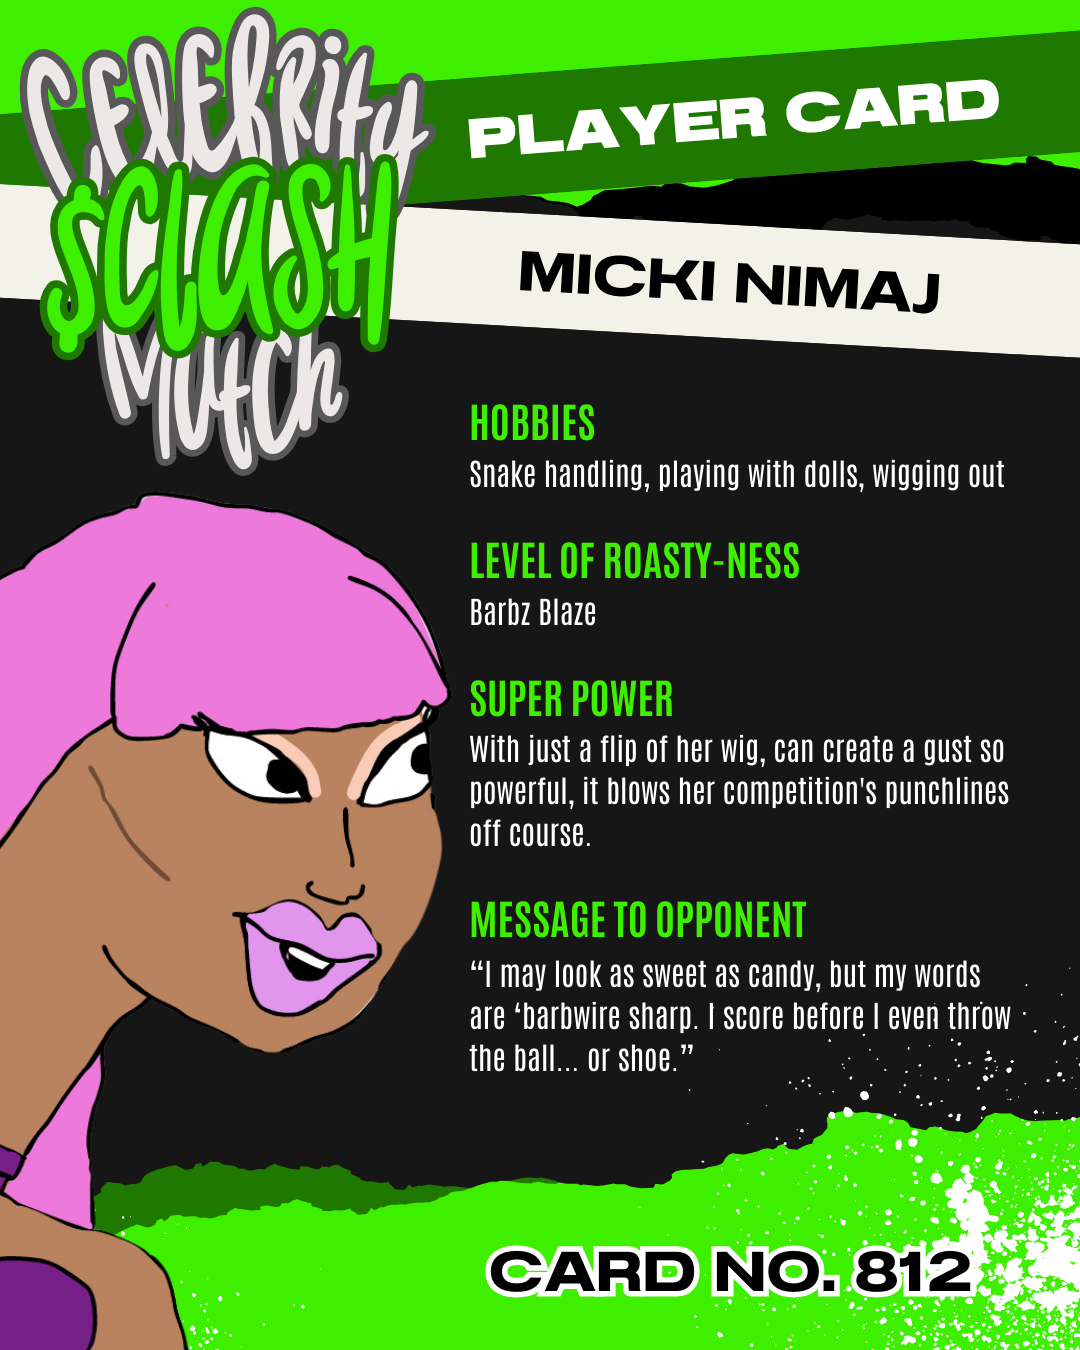 Celebrity
$CLASH
Match
PLAYER CARD
MICKI NIMAJ
HOBBIES
Snake handling, playing with dolls, wigging out
LEVEL OF ROASTY-NESS
Barbz Blaze
SUPER POWER
With just a flip of her wig, can create a gust so
powerful, it blows her competition's punchlines
off course.
MESSAGE TO OPPONENT
“I may look as sweet as candy, but my words
are ‘barbwire sharp. I score before I even throw
the ball... or shoe.”
CARD NO. 812